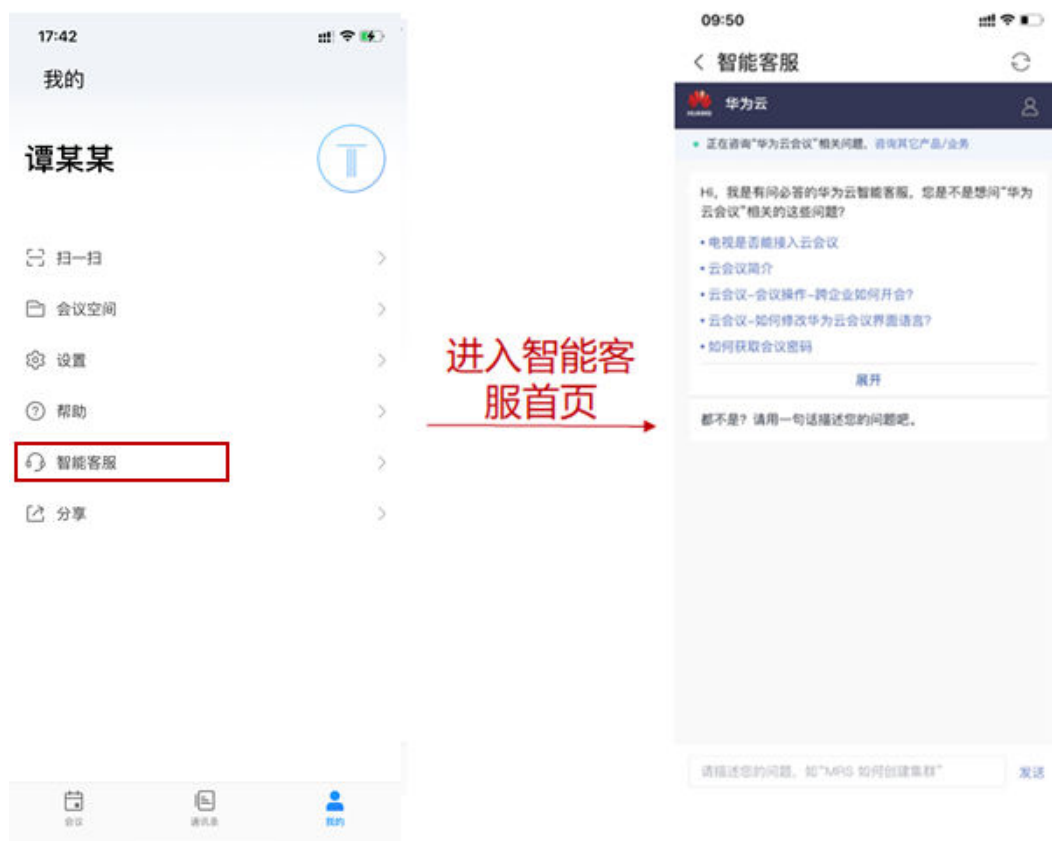 17:42
我的
谭某某
扫一扫
会议空间
设置
帮助
智能客服
分享
会议
通讯录
我的
进入智能客
服首页
09:50
智能客服
HUAWEI
华为云
正在咨询"华为云会议"相关问题，咨询其它产品/业务
Hi，我是有问必答的华为云智能客服，您是不是想问"华为
云会议"相关的这些问题?
•电视是否能接入云会议
•云会议简介
•云会议-会议操作-跨企业如何开会?
•云会议-如何修改华为云会议界面语言?
•如何获取会议密码
展开
都不是？请用一句话描述您的问题吧。
请描述您的问题，如"MRS 如何创建集群"
发送